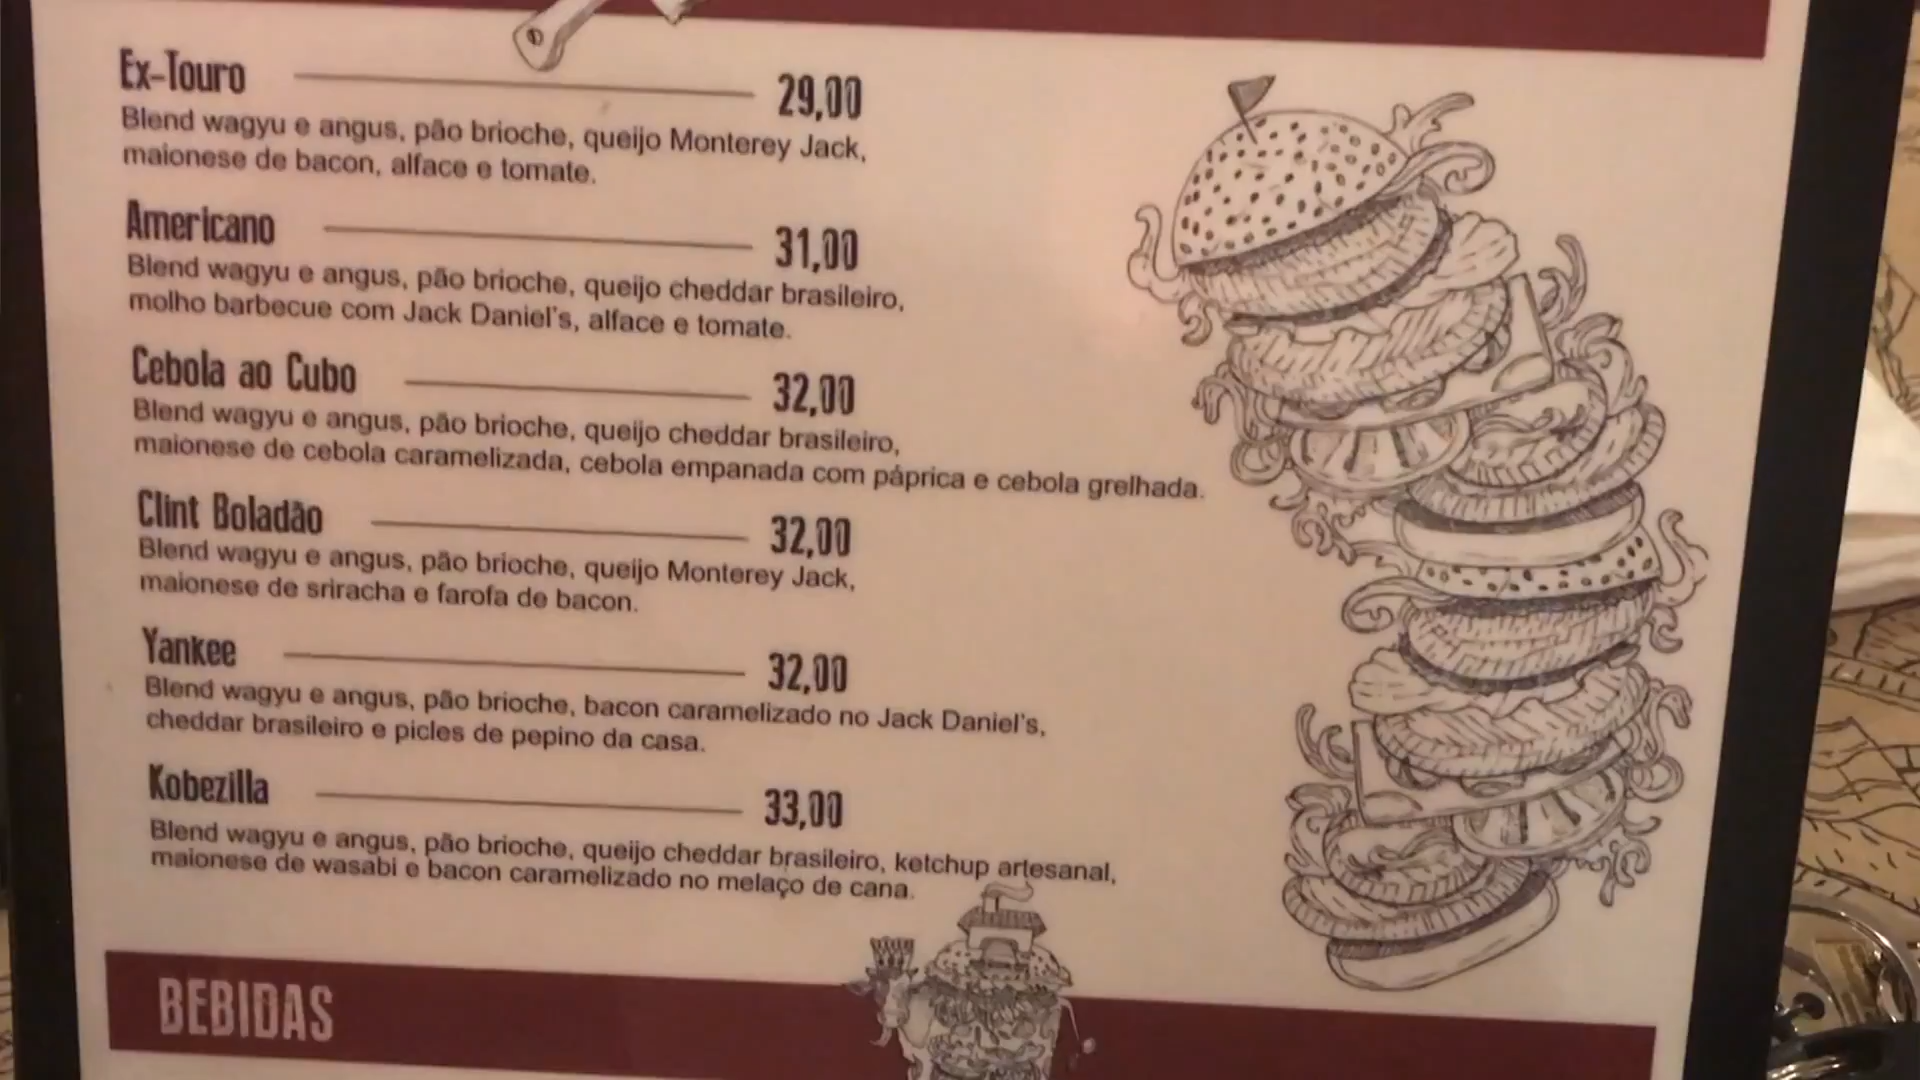 Ex-Touro 29,00
Blend wagyu e angus, pão brioche, queijo Monterey Jack,
maionese de bacon, alface e tomate.
Americano 31,00
Blend wagyu e angus, pão brioche, queijo cheddar brasileiro,
molho barbecue com Jack Daniel's, alface e tomate.
Cebola ao Cubo 32,00
Blend wagyu e angus, pão brioche, queijo cheddar brasileiro,
maionese de cebola caramelizada, cebola empanada com páprica e cebola grelhada.
Clint Boladão 32,00
Blend wagyu e angus, pão brioche, queijo Monterey Jack,
maionese de sriracha e farofa de bacon.
Yankee 32,00
Blend wagyu e angus, pão brioche, bacon caramelizado no Jack Daniel's,
cheddar brasileiro e picles de pepino da casa.
Kobezilla 33,00
Blend wagyu e angus, pão brioche, queijo cheddar brasileiro, ketchup artesanal,
maionese de wasabi e bacon caramelizado no melaço de cana.
BEBIDAS